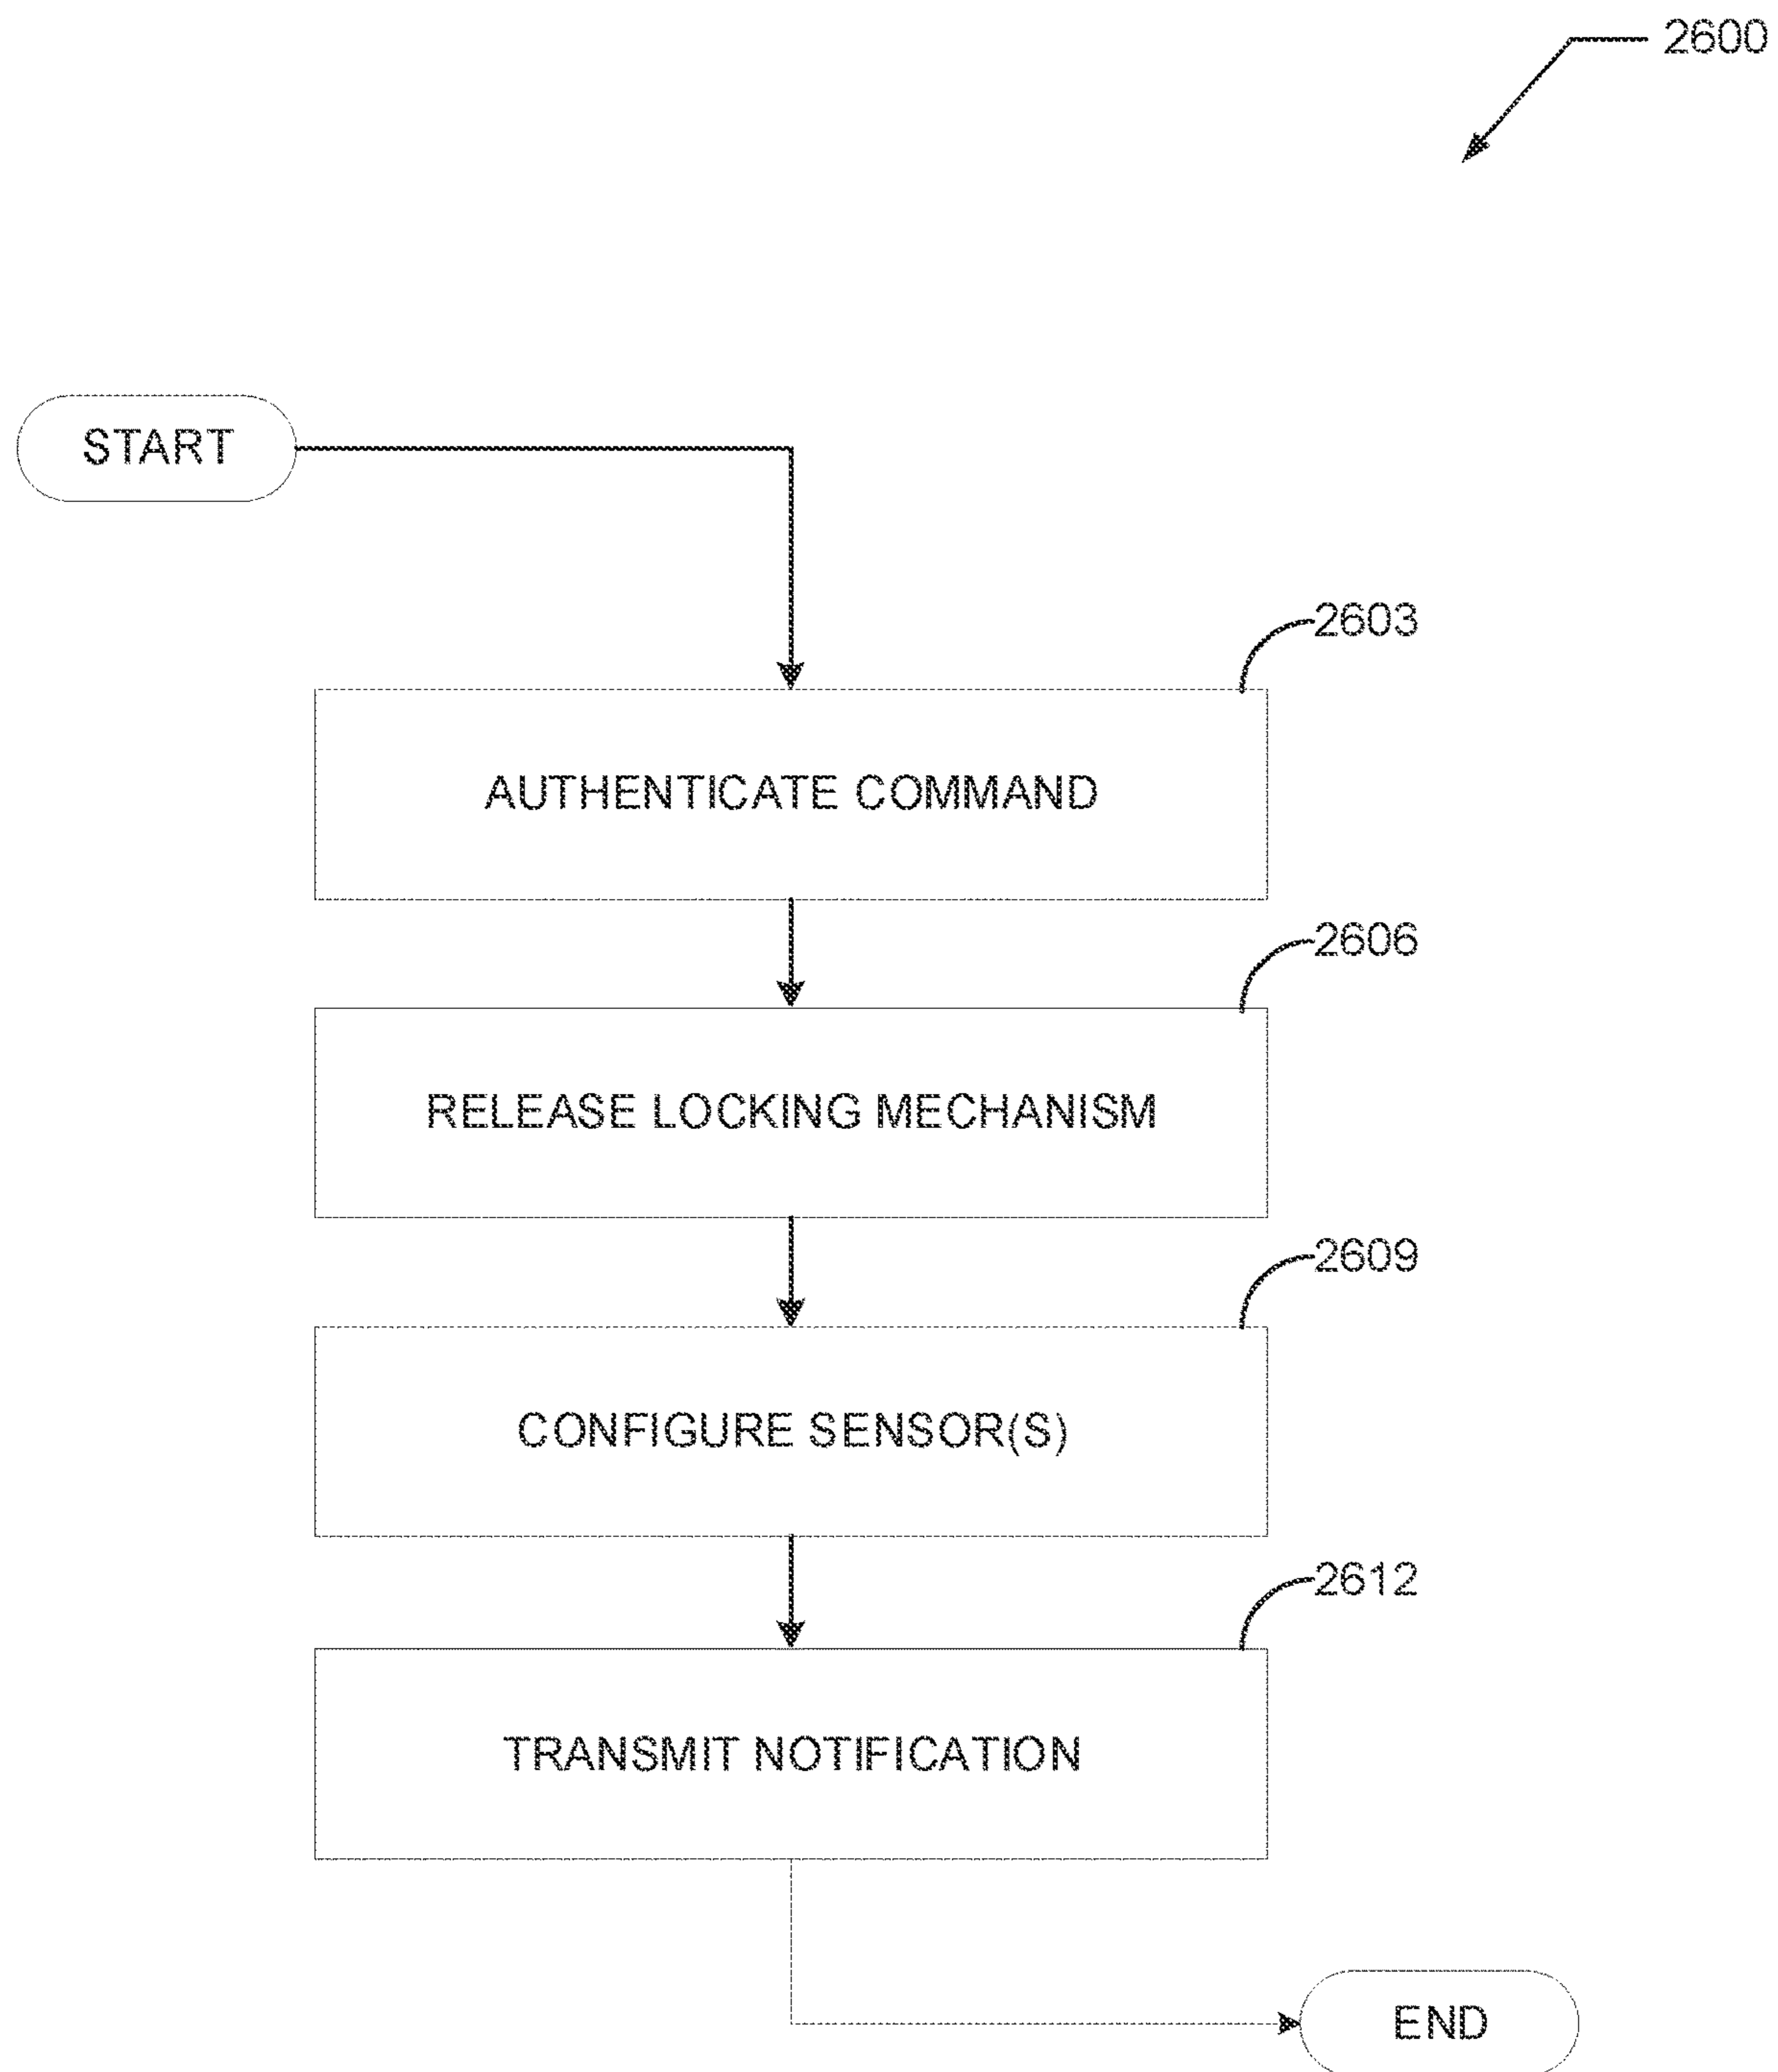 2600
START
2603
AUTHENTICATE COMMAND
2606
RELEASE LOCKING MECHANISM
2609
CONFIGURE SENSOR(S)
2612
TRANSMIT NOTIFICATION
END